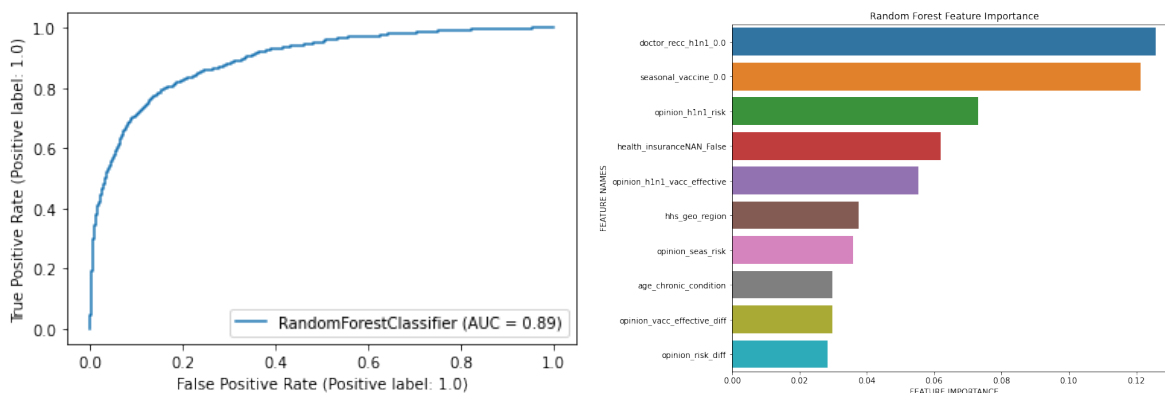 True Positive Rate (Positive label: 1.0)
1.0
0.8
0.6
0.4
0.2
0.0
RandomForestClassifier (AUC = 0.89)
0.0 0.2 0.4 0.6 0.8 1.0
False Positive Rate (Positive label: 1.0)
Random Forest Feature Importance
FEATURE NAMES
doctor_recc_h1n1_0.0
seasonal_vaccine_0.0
opinion_h1n1_risk
health_insuranceNAN_False
opinion_h1n1_vacc_effective
hhs_geo_region
opinion_seas_risk
age_chronic_condition
opinion_vacc_effective_diff
opinion_risk_diff
0.00 0.02 0.04 0.06 0.08 0.10 0.12
FEATURE IMPORTANCE